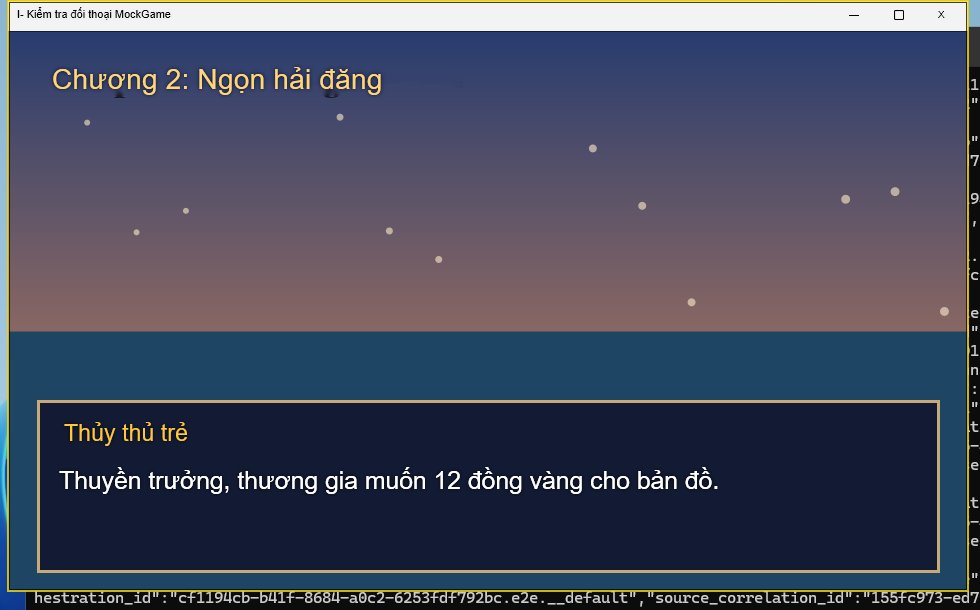 I- Kiểm tra đối thoại MockGame
Chương 2: Ngọn hải đăng
Thủy thủ trẻ
Thuyền trưởng, thương gia muốn 12 đồng vàng cho bản đồ.
hestration_id":"cf1194cb-b41f-8684-a0c2-6253fdf792bc.e2e.__default","source_correlation_id":"155fc973-ed